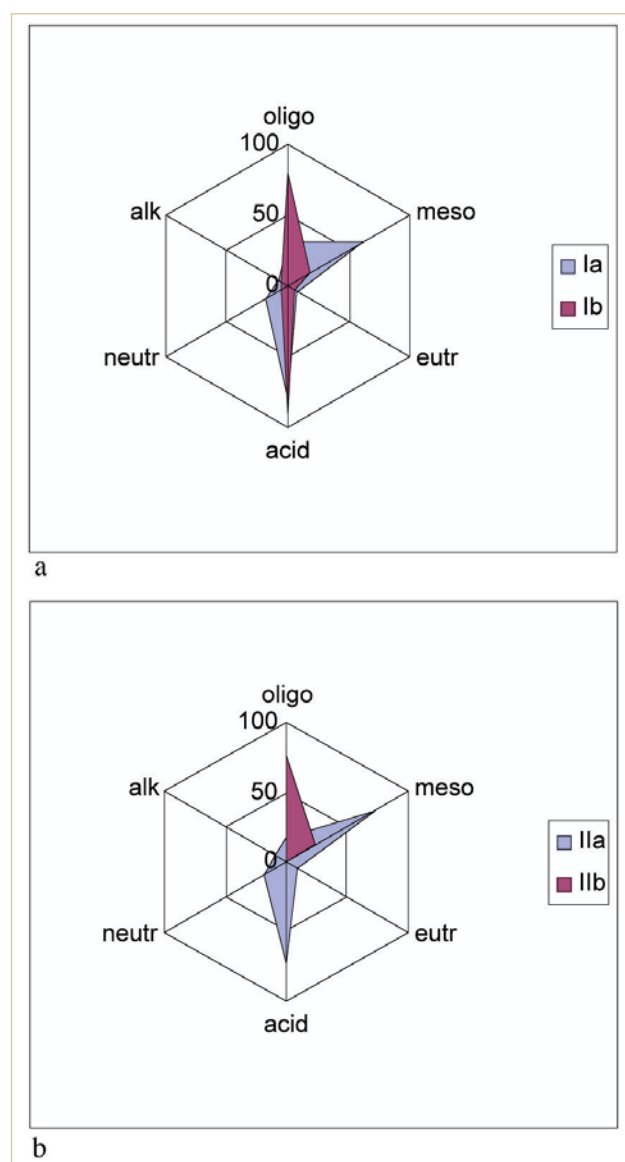 oligo
100
alk
meso
50
Ia
0
Ib
neutr
eutr
acid
a
oligo
100
alk
meso
50
IIa
0
IIb
neutr
eutr
acid
b